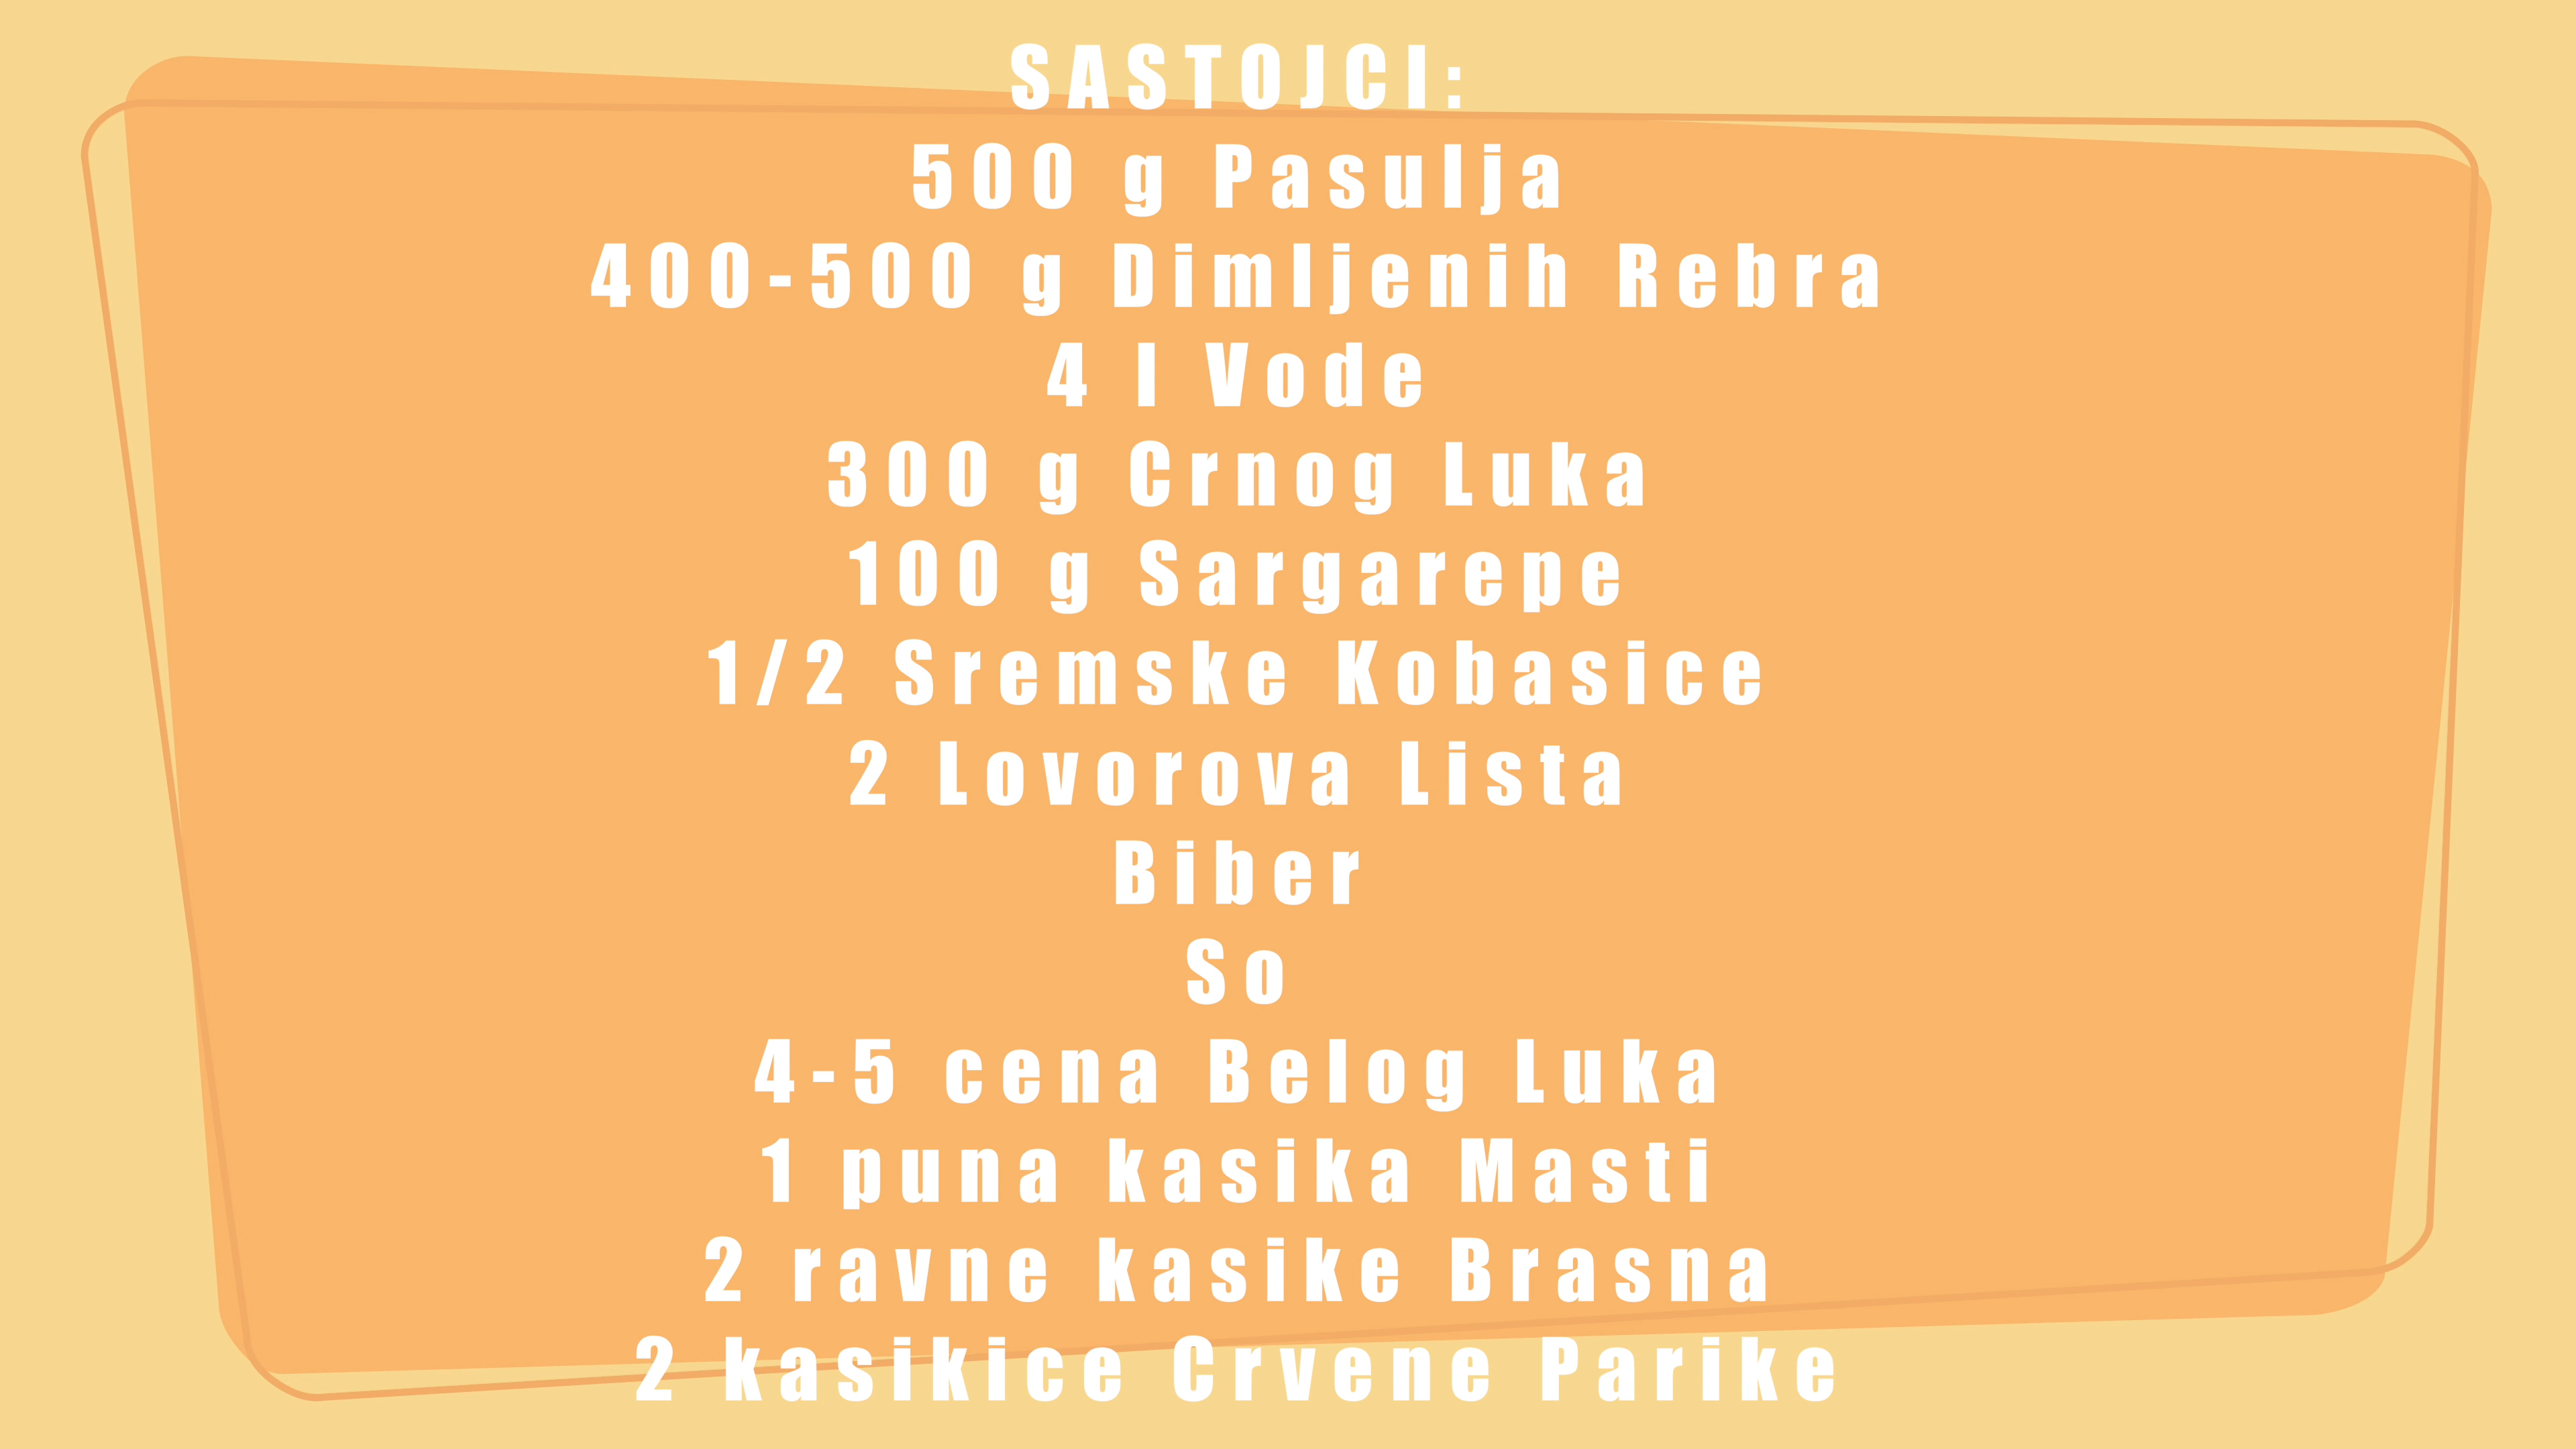 SASTOJCI:
500 g Pasulja
400-500 g Dimljenih Rebra
4 l Vode
300 g Crnog Luka
100 g Sargarepe
1/2 Sremske Kobasice
2 Lovorova Lista
Biber
So
4-5 cena Belog Luka
1 puna kasika Masti
2 ravne kasike Brasna
2 kasikice Crvene Parike